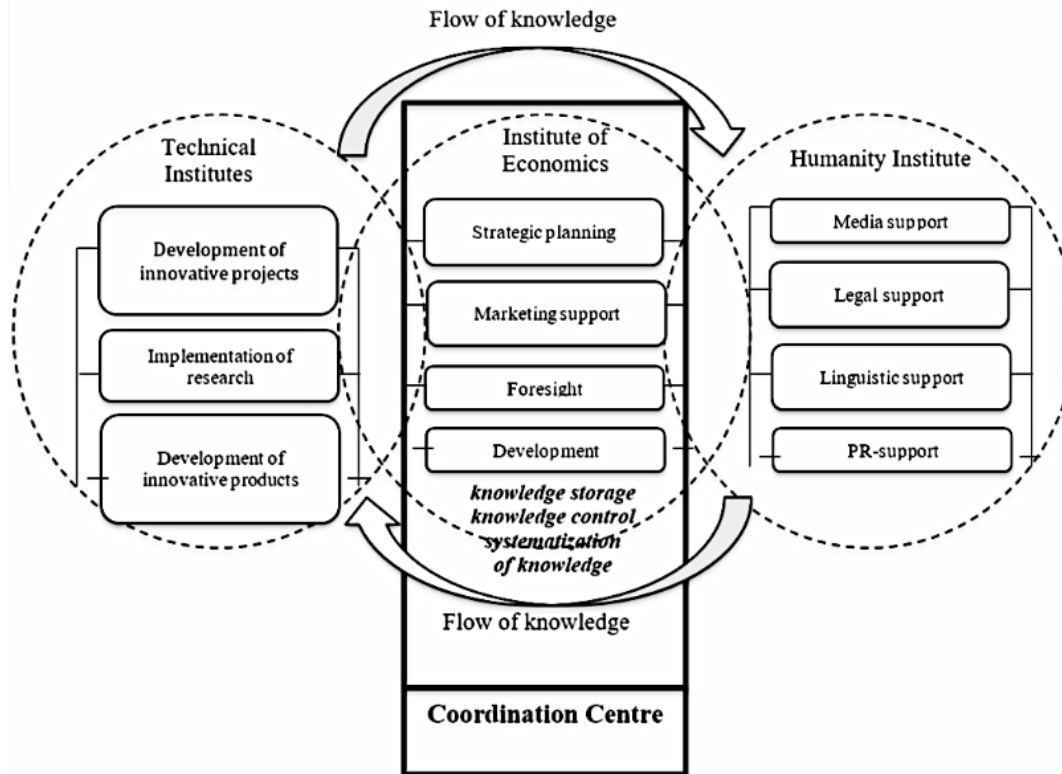 Flow of knowledge
Technical
Institutes
Development of
innovative projects
Implementation of
research
Development of
innovative products
Institute of
Economics
Strategic planning
Marketing support
Foresight
Development
knowledge storage
knowledge control
systematization
of knowledge
Humanity Institute
Media support
Legal support
Linguistic support
PR-support
Flow of knowledge
Coordination Centre